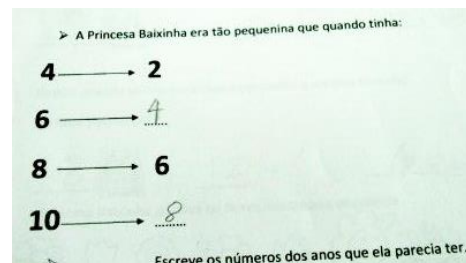 ➤ A Princesa Baixinha era tão pequenina que quando tinha:
4 → 2
6 → 4
8 → 6
10 → 8
Escreve os números dos anos que ela parecia ter.